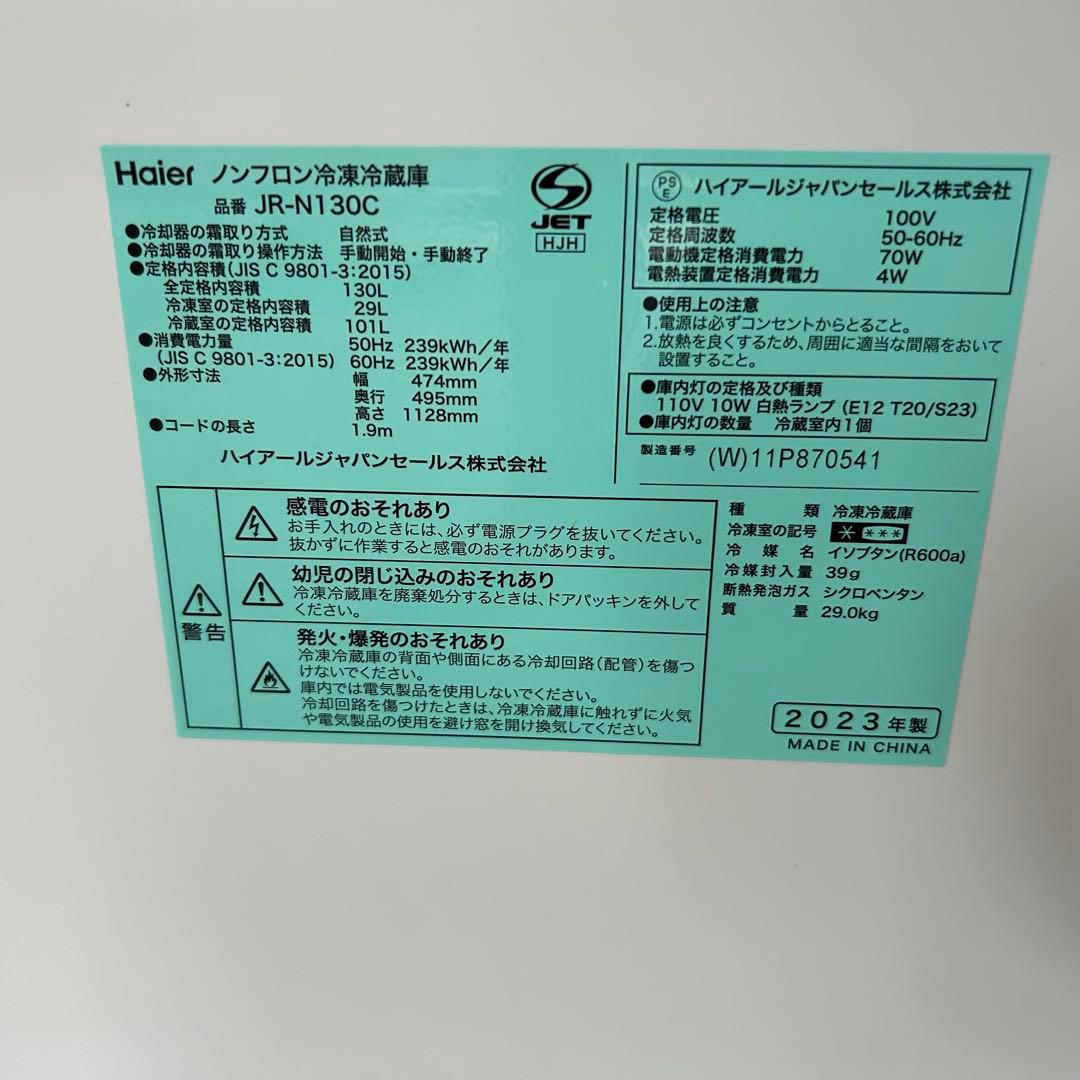 Haier ノンフロン冷凍冷蔵庫
品番 JR-N130C
●冷却器の霜取り方式 自然式
●冷却器の霜取り操作方法 手動開始・手動終了
●定格内容積(JIS C 9801-3:2015)
全定格内容積 130L
冷凍室の定格内容積 29L
冷蔵室の定格内容積 101L
●消費電力量 50Hz 239kWh/年
(JIS C 9801-3:2015) 60Hz 239kWh/年
●外形寸法 幅 474mm
奥行 495mm
高さ 1128mm
●コードの長さ 1.9m
ハイアールジャパンセールス株式会社
JET
HJH
PS
E
ハイアールジャパンセールス株式会社
定格電圧 100V
定格周波数 50-60Hz
電動機定格消費電力 70W
電熱装置定格消費電力 4W
●使用上の注意
1.電源は必ずコンセントからとること。
2.放熱を良くするため、周囲に適当な間隔をおいて
設置すること。
●庫内灯の定格及び種類
110V 10W 白熱ランプ (E12 T20/S23)
●庫内灯の数量 冷蔵室内1個
製造番号 (W)11P870541
警告
感電のおそれあり
お手入れのときには、必ず電源プラグを抜いてください。
抜かずに作業すると感電のおそれがあります。
幼児の閉じ込みのおそれあり
冷凍冷蔵庫を廃棄処分するときは、ドアパッキンを外して
ください。
発火・爆発のおそれあり
冷凍冷蔵庫の背面や側面にある冷却回路(配管)を傷つ
けないでください。
庫内では電気製品を使用しないでください。
冷却回路を傷つけたときは、冷凍冷蔵庫に触れずに火気
や電気製品の使用を避け窓を開け換気してください。
種類 冷凍冷蔵庫
冷凍室の記号 * ***
冷媒名 イソブタン(R600a)
冷媒封入量 39g
断熱発泡ガス シクロペンタン
質量 29.0kg
2023年製
MADE IN CHINA